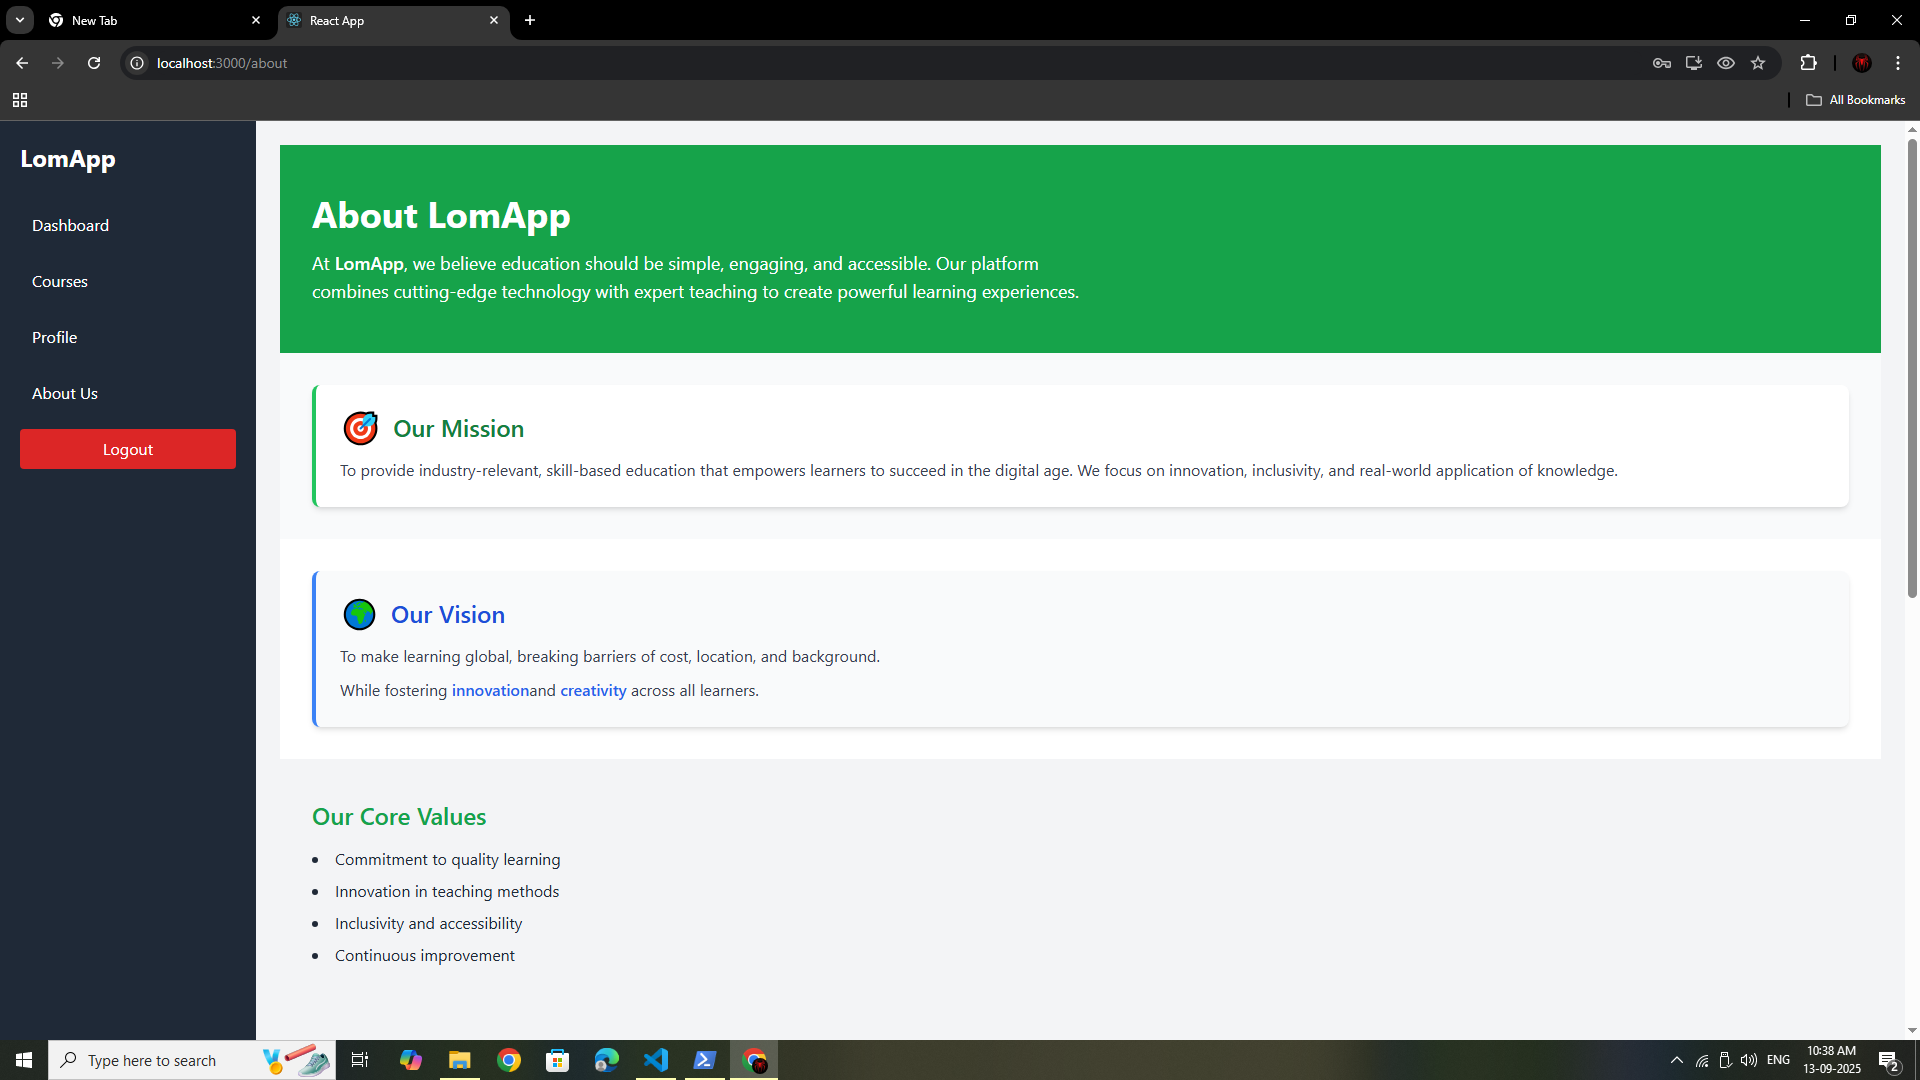 New Tab
React App
localhost:3000/about
All Bookmarks
LomApp
Dashboard
Courses
Profile
About Us
Logout
About LomApp
At LomApp, we believe education should be simple, engaging, and accessible. Our platform
combines cutting-edge technology with expert teaching to create powerful learning experiences.
Our Mission
To provide industry-relevant, skill-based education that empowers learners to succeed in the digital age. We focus on innovation, inclusivity, and real-world application of knowledge.
Our Vision
To make learning global, breaking barriers of cost, location, and background.
While fostering innovationand creativity across all learners.
Our Core Values
Commitment to quality learning
Innovation in teaching methods
Inclusivity and accessibility
Continuous improvement
Type here to search
ENG
10:38 AM
13-09-2025
2